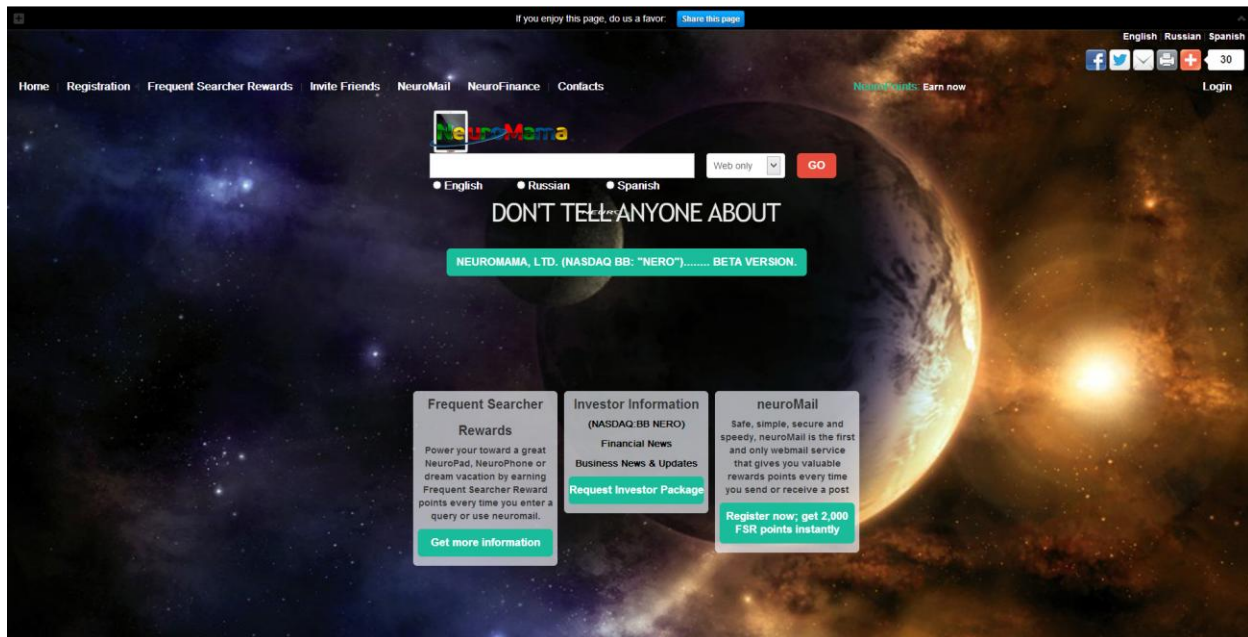 If you enjoy this page, do us a favor: Share this page
English Russian Spanish
30
Home Registration Frequent Searcher Rewards Invite Friends NeuroMail NeuroFinance Contacts NeuroPoints: Earn now Login
NeuroMama
Web only GO
English Russian Spanish
DON'T TELL ANYONE ABOUT
NEUROMAMA, LTD. (NASDAQ BB: "NERO")........ BETA VERSION.
Frequent Searcher
Rewards
Power your toward a great
NeuroPad, NeuroPhone or
dream vacation by earning
Frequent Searcher Reward
points every time you enter a
query or use neuromail.
Get more information
Investor Information
(NASDAQ:BB NERO)
Financial News
Business News & Updates
Request Investor Package
neuroMail
Safe, simple, secure and
speedy, neuroMail is the first
and only webmail service
that gives you valuable
rewards points every time
you send or receive a post
Register now; get 2,000
FSR points instantly